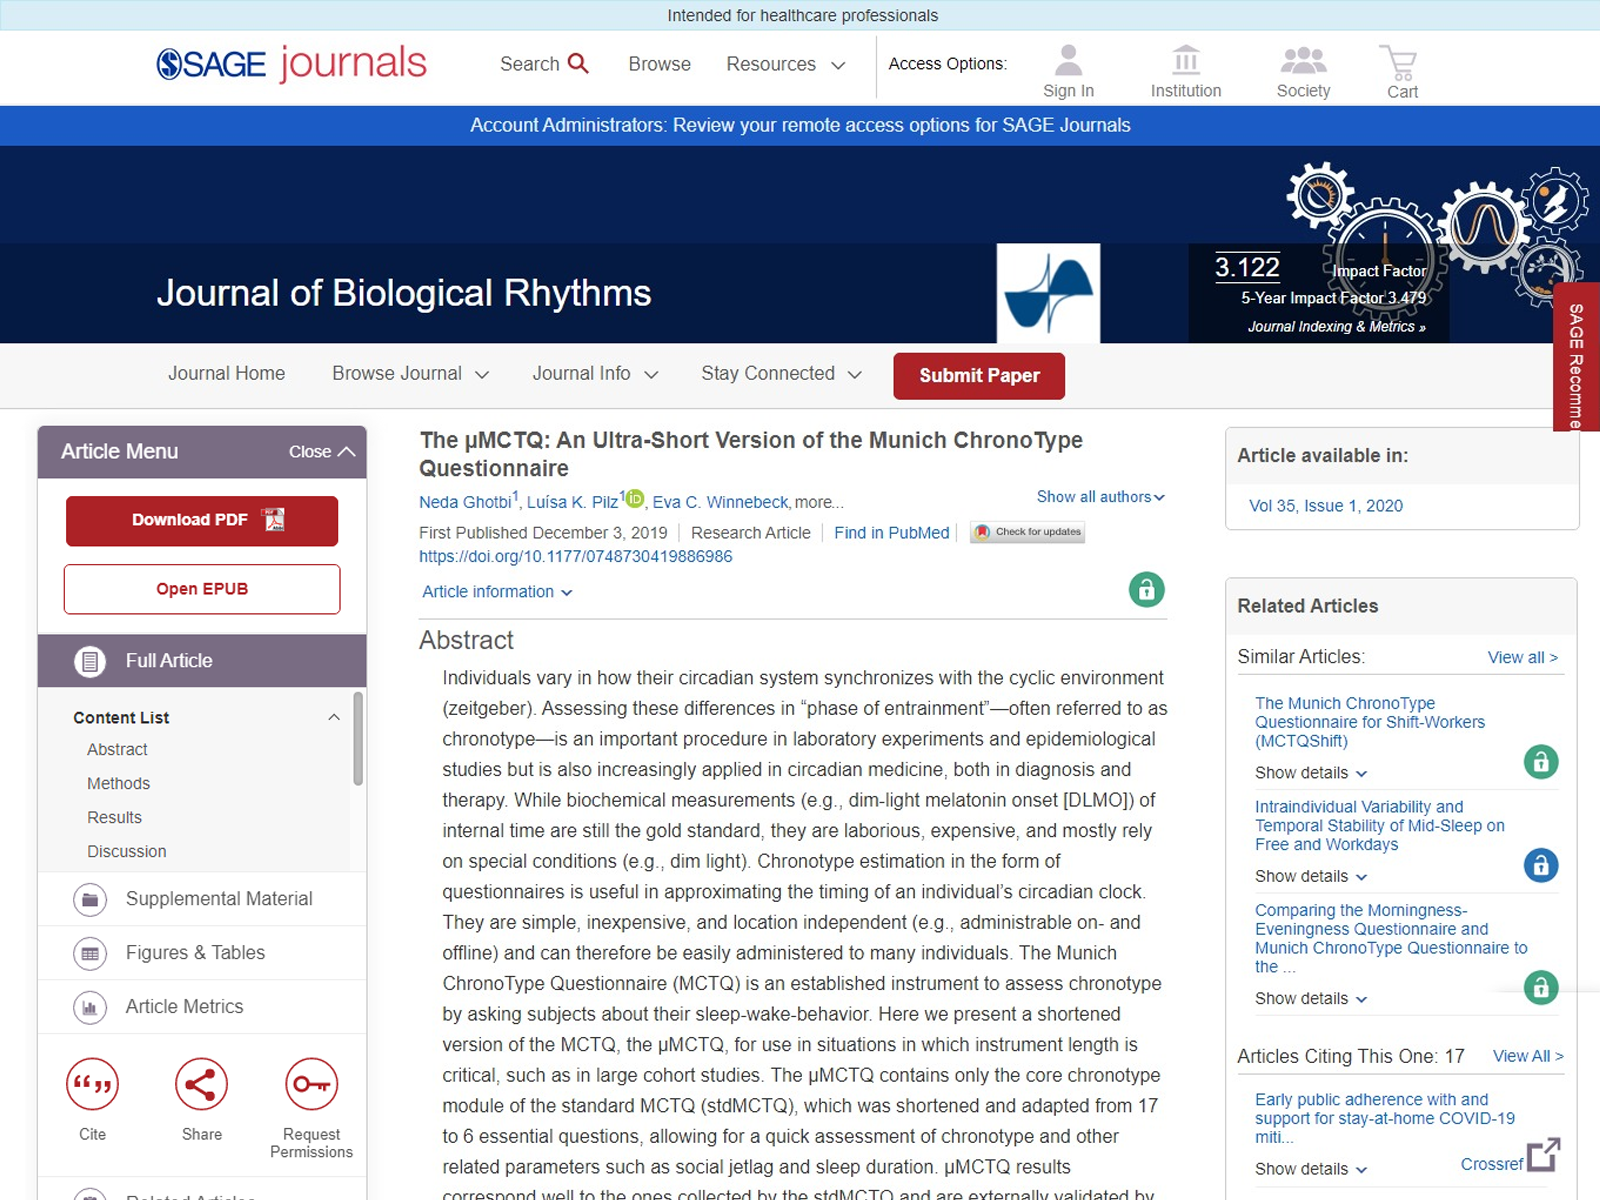 Intended for healthcare professionals
SAGE journals
Search
Browse
Resources
Access Options:
Sign In
Institution
Society
Cart
Account Administrators: Review your remote access options for SAGE Journals
Journal of Biological Rhythms
3.122 Impact Factor
5-Year Impact Factor 3.479
Journal Indexing & Metrics »
SAGE Recomme
Journal Home
Browse Journal
Journal Info
Stay Connected
Submit Paper
Article Menu
Close
Download PDF
Open EPUB
Full Article
Content List
Abstract
Methods
Results
Discussion
Supplemental Material
Figures & Tables
Article Metrics
Cite
Share
Request
Permissions
Related Articles
The µMCTQ: An Ultra-Short Version of the Munich ChronoType
Questionnaire
Neda Ghotbi1, Luísa K. Pilz1 iD, Eva C. Winnebeck, more...
Show all authors
First Published December 3, 2019 | Research Article | Find in PubMed | Check for updates
https://doi.org/10.1177/0748730419886986
Article information
Abstract
Individuals vary in how their circadian system synchronizes with the cyclic environment
(zeitgeber). Assessing these differences in “phase of entrainment”—often referred to as
chronotype—is an important procedure in laboratory experiments and epidemiological
studies but is also increasingly applied in circadian medicine, both in diagnosis and
therapy. While biochemical measurements (e.g., dim-light melatonin onset [DLMO]) of
internal time are still the gold standard, they are laborious, expensive, and mostly rely
on special conditions (e.g., dim light). Chronotype estimation in the form of
questionnaires is useful in approximating the timing of an individual’s circadian clock.
They are simple, inexpensive, and location independent (e.g., administrable on- and
offline) and can therefore be easily administered to many individuals. The Munich
ChronoType Questionnaire (MCTQ) is an established instrument to assess chronotype
by asking subjects about their sleep-wake-behavior. Here we present a shortened
version of the MCTQ, the µMCTQ, for use in situations in which instrument length is
critical, such as in large cohort studies. The µMCTQ contains only the core chronotype
module of the standard MCTQ (stdMCTQ), which was shortened and adapted from 17
to 6 essential questions, allowing for a quick assessment of chronotype and other
related parameters such as social jetlag and sleep duration. µMCTQ results
correspond well to the ones collected by the stdMCTQ and are externally validated by
Article available in:
Vol 35, Issue 1, 2020
Related Articles
Similar Articles:
View all >
The Munich ChronoType
Questionnaire for Shift-Workers
(MCTQShift)
Show details
Intraindividual Variability and
Temporal Stability of Mid-Sleep on
Free and Workdays
Show details
Comparing the Morningness-
Eveningness Questionnaire and
Munich ChronoType Questionnaire to
the ...
Show details
Articles Citing This One: 17
View All >
Early public adherence with and
support for stay-at-home COVID-19
miti...
Show details
Crossref